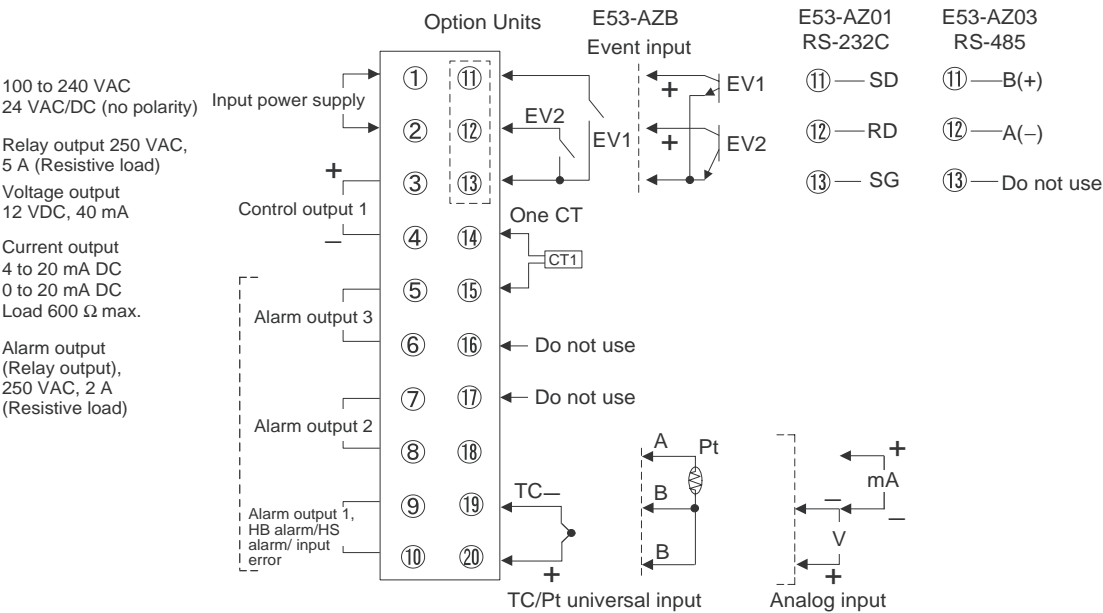 Option Units
E53-AZB
Event input
E53-AZ01
RS-232C
E53-AZ03
RS-485
100 to 240 VAC
24 VAC/DC (no polarity)
Input power supply
Relay output 250 VAC,
5 A (Resistive load)
Voltage output
12 VDC, 40 mA
Current output
4 to 20 mA DC
0 to 20 mA DC
Load 600 Ω max.
Alarm output
(Relay output),
250 VAC, 2 A
(Resistive load)
+
Control output 1
–
Alarm output 3
Alarm output 2
Alarm output 1,
HB alarm/HS
alarm/ input
error
① ⑪
② ⑫
③ ⑬
④ ⑭
⑤ ⑮
⑥ ⑯
⑦ ⑰
⑧ ⑱
⑨ ⑲
⑩ ⑳
EV2
EV1
+
EV1
+
EV2
⑪ SD
⑫ RD
⑬ SG
⑪ B(+)
⑫ A(–)
⑬ Do not use
One CT
CT1
Do not use
Do not use
TC–
+
A
Pt
B
B
TC/Pt universal input
+
mA
–
–
V
+
Analog input